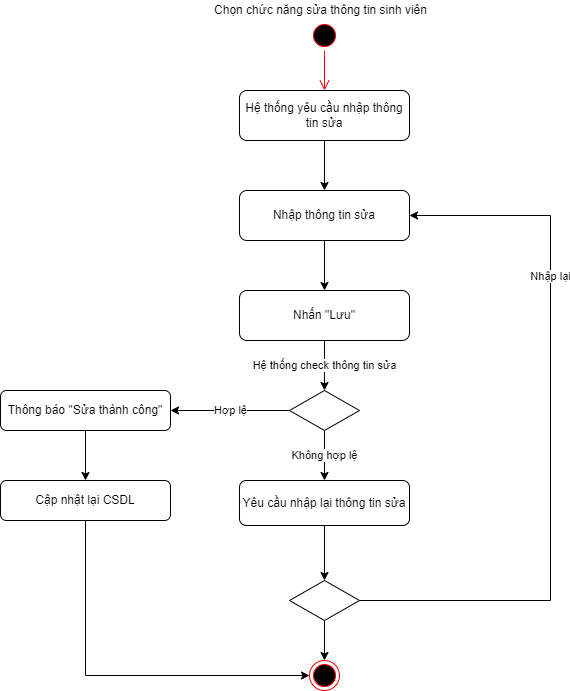 Chọn chức năng sửa thông tin sinh viên
Hệ thống yêu cầu nhập thông
tin sửa
Nhập thông tin sửa
Nhập lại
Nhấn "Lưu"
Hệ thống check thông tin sửa
Thông báo "Sửa thành công"
Hợp lệ
Không hợp lệ
Cập nhật lại CSDL
Yêu cầu nhập lại thông tin sửa